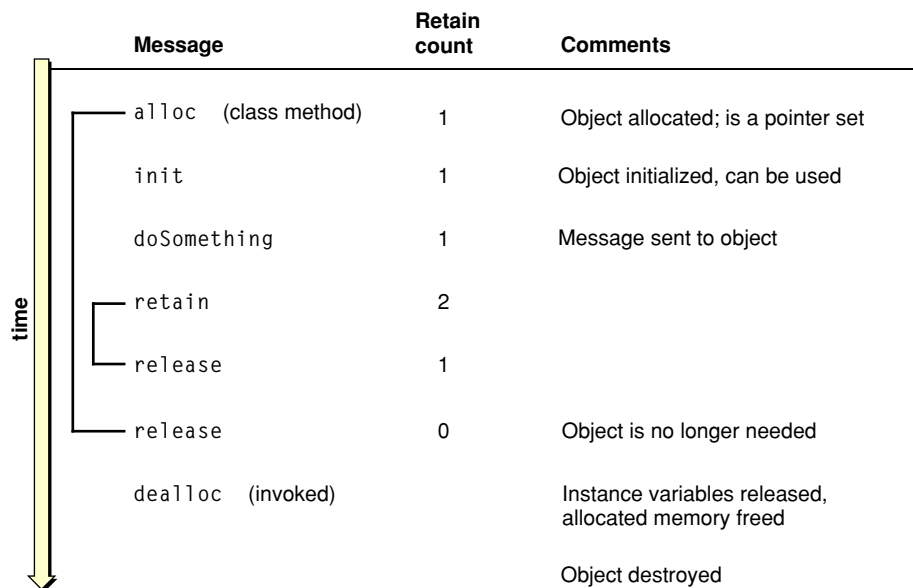 Message Retain count Comments
time
alloc (class method) 1 Object allocated; is a pointer set
init 1 Object initialized, can be used
doSomething 1 Message sent to object
retain 2
release 1
release 0 Object is no longer needed
dealloc (invoked) Instance variables released,
allocated memory freed
Object destroyed